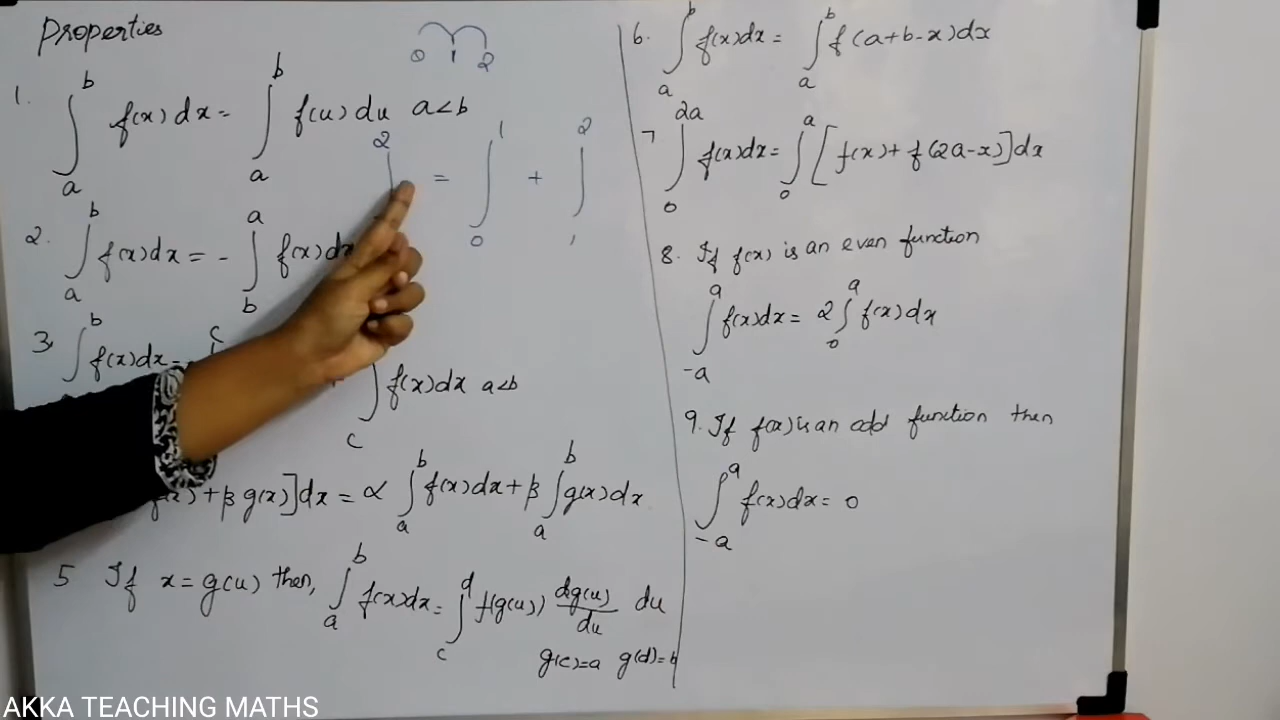 Properties
0 1 2
1. ∫_a^b f(x)dx = ∫_a^b f(u) du a<b
2 = ∫_0^1 + ∫_1^2
2. ∫_a^b f(x)dx = - ∫_b^a f(x)dx
3. ∫^b f(x)dx = ∫^c + ∫_c f(x)dx a<b
f(x) + β g(x)]dx = α ∫_a^b f(x)dx + β ∫_a^b g(x)dx
5 If x = g(u) then, ∫_a^b f(x)dx = ∫_c^d f(g(u)) dg(u)/du du
g(c)=a g(d)=b
6. ∫_a^b f(x)dx = ∫_a^b f(a+b-x)dx
7 ∫_0^2a f(x)dx = ∫_0^a [f(x) + f(2a-x)]dx
8. If f(x) is an even function
∫_-a^a f(x)dx = 2 ∫_0^a f(x)dx
9. If f(x) is an odd function then
∫_-a^a f(x)dx = 0
AKKA TEACHING MATHS